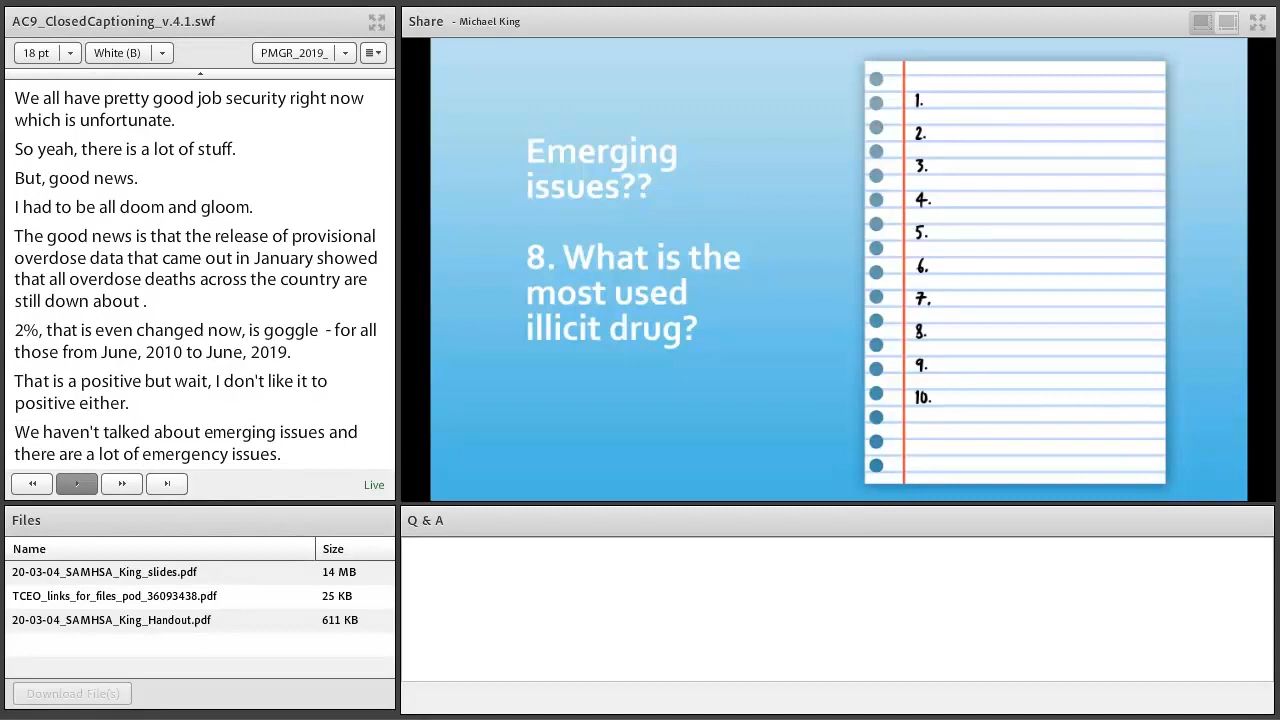 AC9_ClosedCaptioning_v.4.1.swf
18 pt
White (B)
PMGR_2019_
We all have pretty good job security right now
which is unfortunate.
So yeah, there is a lot of stuff.
But, good news.
I had to be all doom and gloom.
The good news is that the release of provisional
overdose data that came out in January showed
that all overdose deaths across the country are
still down about .
2%, that is even changed now, is goggle - for all
those from June, 2010 to June, 2019.
That is a positive but wait, I don't like it to
positive either.
We haven't talked about emerging issues and
there are a lot of emergency issues.
Live
Files
Name Size
20-03-04_SAMHSA_King_slides.pdf 14 MB
TCEO_links_for_files_pod_36093438.pdf 25 KB
20-03-04_SAMHSA_King_Handout.pdf 611 KB
Download File(s)
Share - Michael King
Emerging
issues??
8. What is the
most used
illicit drug?
1.
2.
3.
4.
5.
6.
7.
8.
9.
10.
Q & A